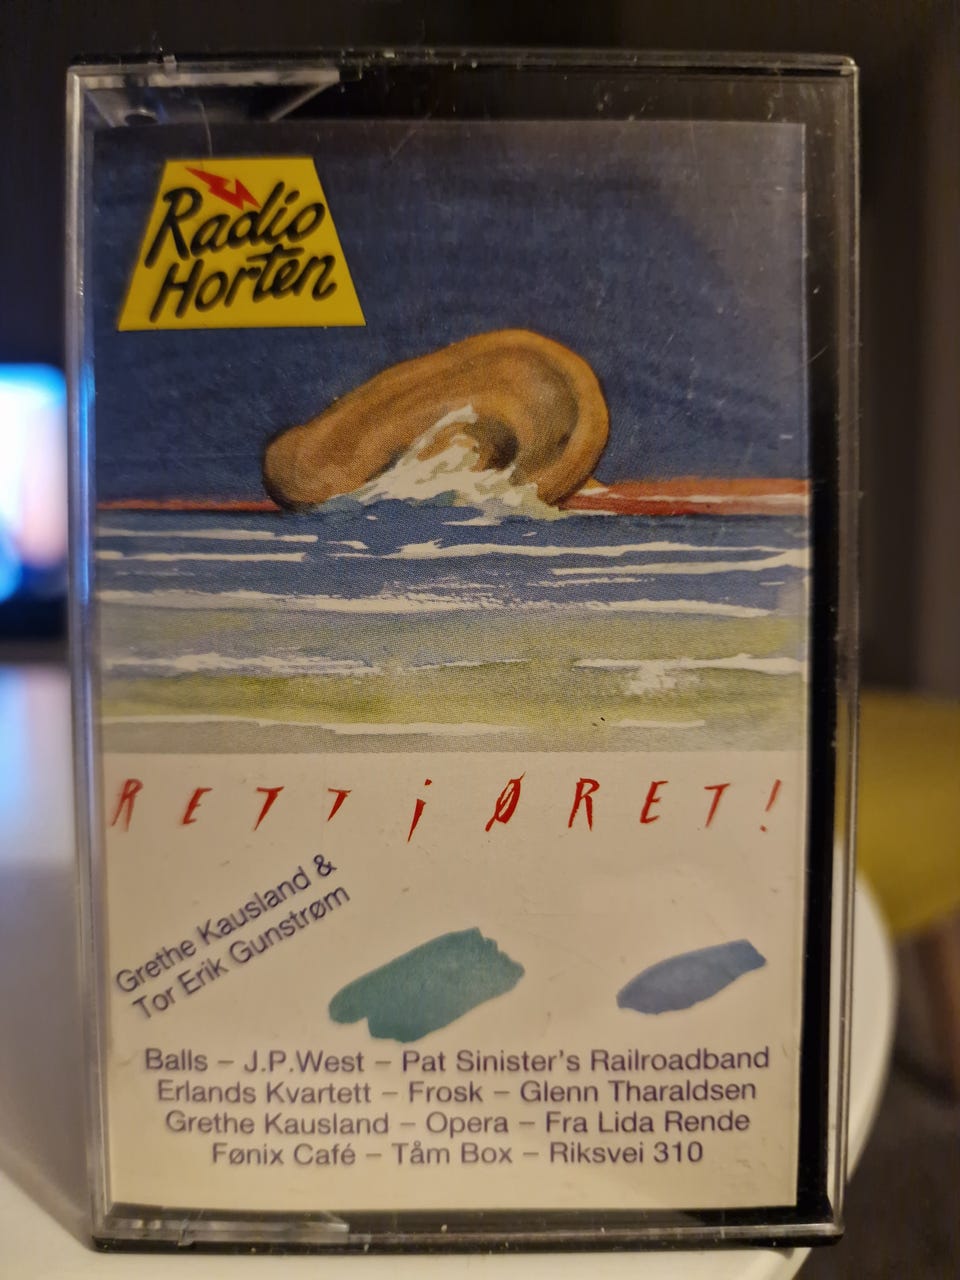 Radio
Horten
RETT i ØRET!
Grethe Kausland &
Tor Erik Gunstrøm
Balls – J.P.West – Pat Sinister's Railroadband
Erlands Kvartett – Frosk – Glenn Tharaldsen
Grethe Kausland – Opera – Fra Lida Rende
Fønix Café – Tåm Box – Riksvei 310